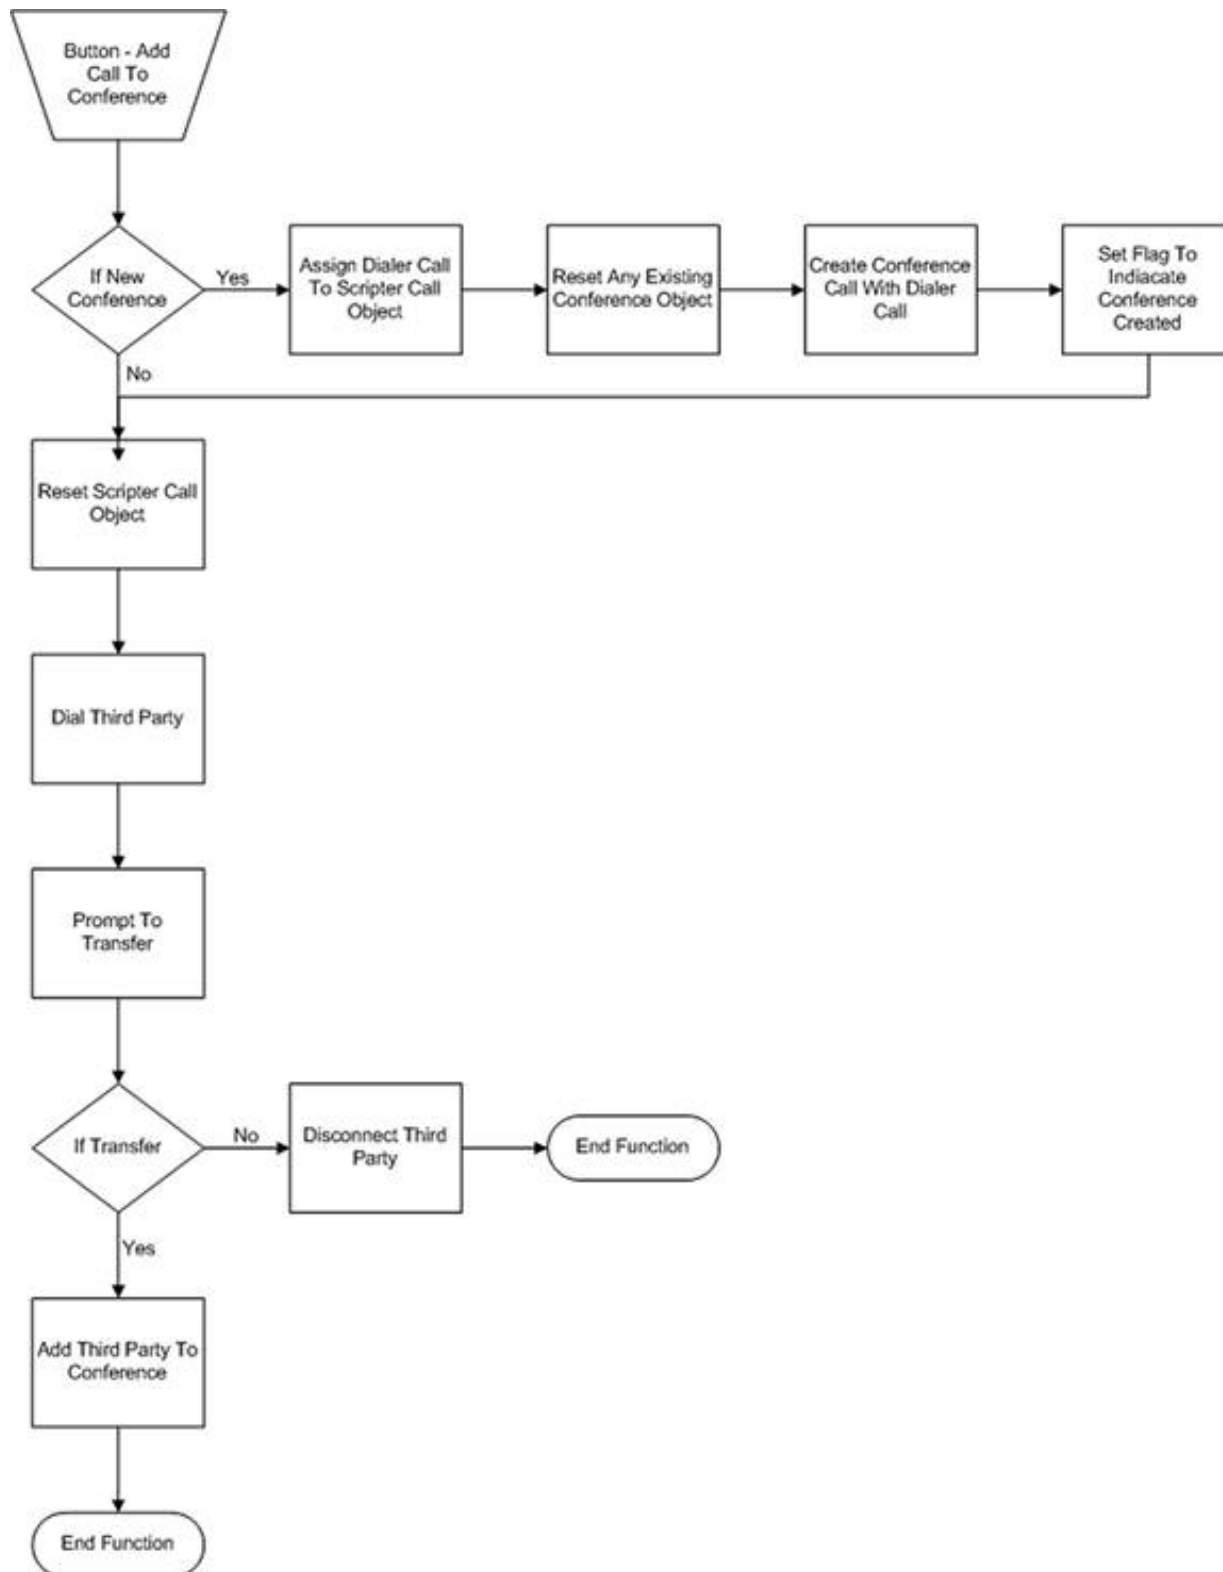 Button - Add
Call To
Conference
If New
Conference
Yes
Assign Dialer Call
To Scripter Call
Object
Reset Any Existing
Conference Object
Create Conference
Call With Dialer
Call
Set Flag To
Indiacate
Conference
Created
No
Reset Scripter Call
Object
Dial Third Party
Prompt To
Transfer
If Transfer
No
Disconnect Third
Party
End Function
Yes
Add Third Party To
Conference
End Function